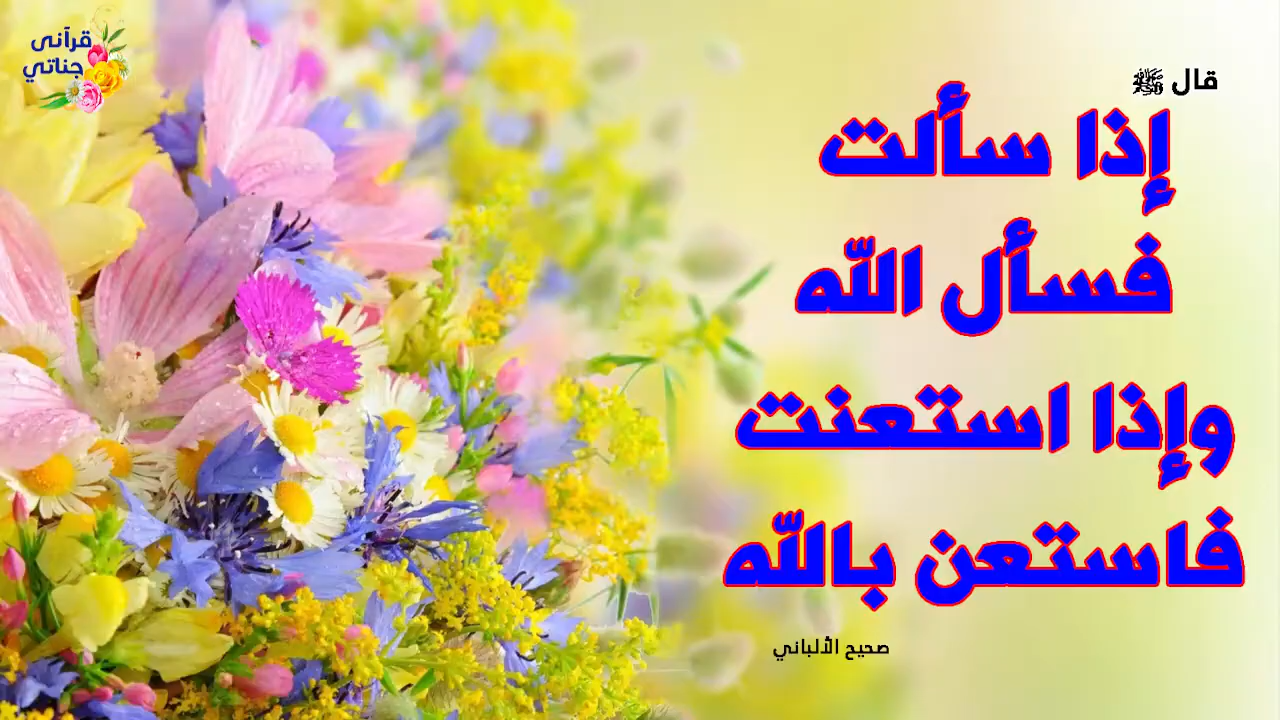 قرآنى
جناتي
قال ﷺ
إذا سألت
فسأل الله
وإذا استعنت
فاستعن بالله
صحيح الألباني